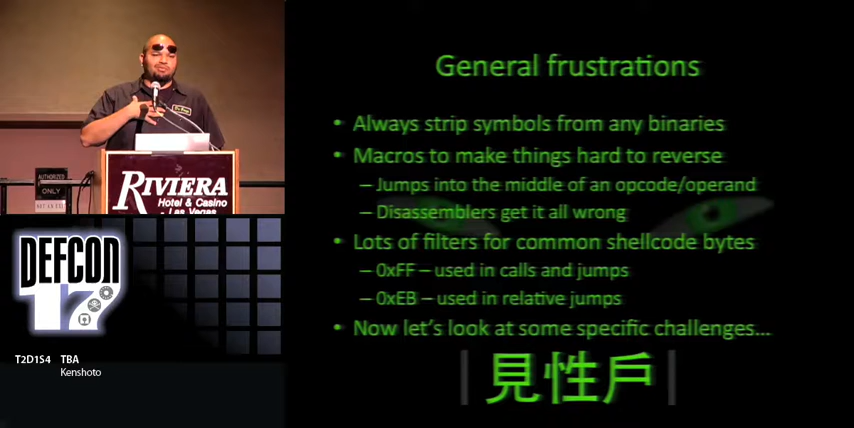 General frustrations
• Always strip symbols from any binaries
• Macros to make things hard to reverse
– Jumps into the middle of an opcode/operand
– Disassemblers get it all wrong
• Lots of filters for common shellcode bytes
– 0xFF – used in calls and jumps
– 0xEB – used in relative jumps
• Now let's look at some specific challenges...
|見性戶|
AUTHORIZED
ONLY
RIVIERA
Hotel & Casino
Las Vegas
DEFCON
17
T2D1S4 TBA
Kenshoto